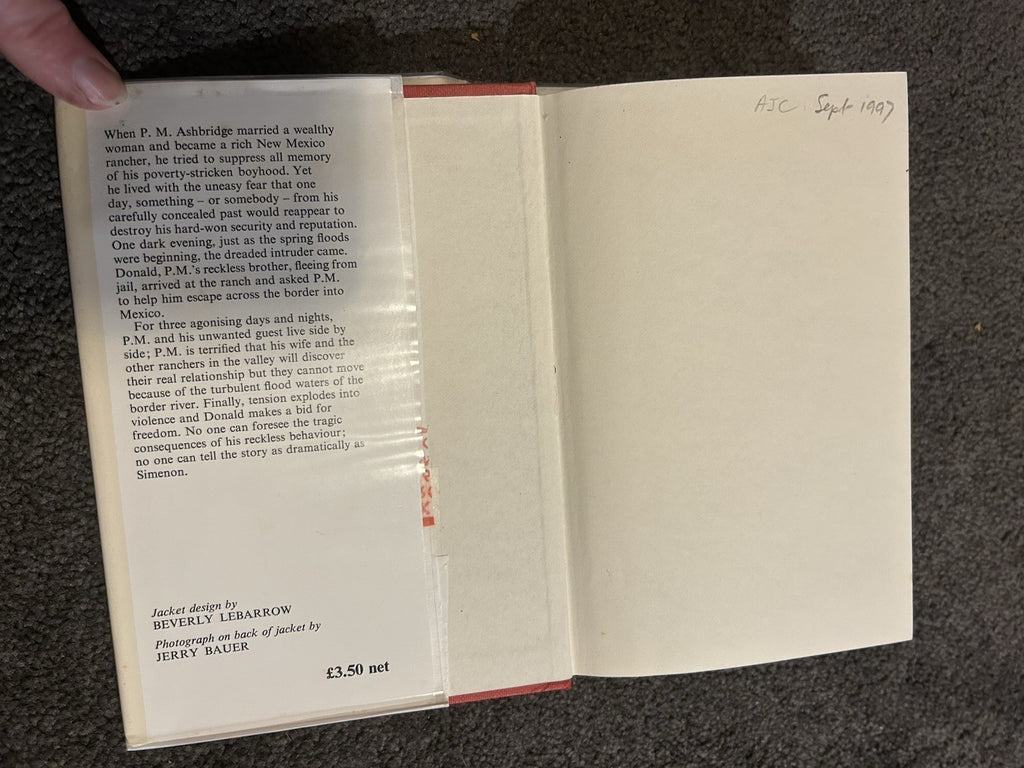 When P. M. Ashbridge married a wealthy
woman and became a rich New Mexico
rancher, he tried to suppress all memory
of his poverty-stricken boyhood. Yet
he lived with the uneasy fear that one
day, something – or somebody – from his
carefully concealed past would reappear to
destroy his hard-won security and reputation.
One dark evening, just as the spring floods
were beginning, the dreaded intruder came.
Donald, P.M.'s reckless brother, fleeing from
jail, arrived at the ranch and asked P.M.
to help him escape across the border into
Mexico.
For three agonising days and nights,
P.M. and his unwanted guest live side by
side; P.M. is terrified that his wife and the
other ranchers in the valley will discover
their real relationship but they cannot move
because of the turbulent flood waters of the
border river. Finally, tension explodes into
violence and Donald makes a bid for
freedom. No one can foresee the tragic
consequences of his reckless behaviour;
no one can tell the story as dramatically as
Simenon.
Jacket design by
BEVERLY LEBARROW
Photograph on back of jacket by
JERRY BAUER
£3.50 net
AJC Sept 1997